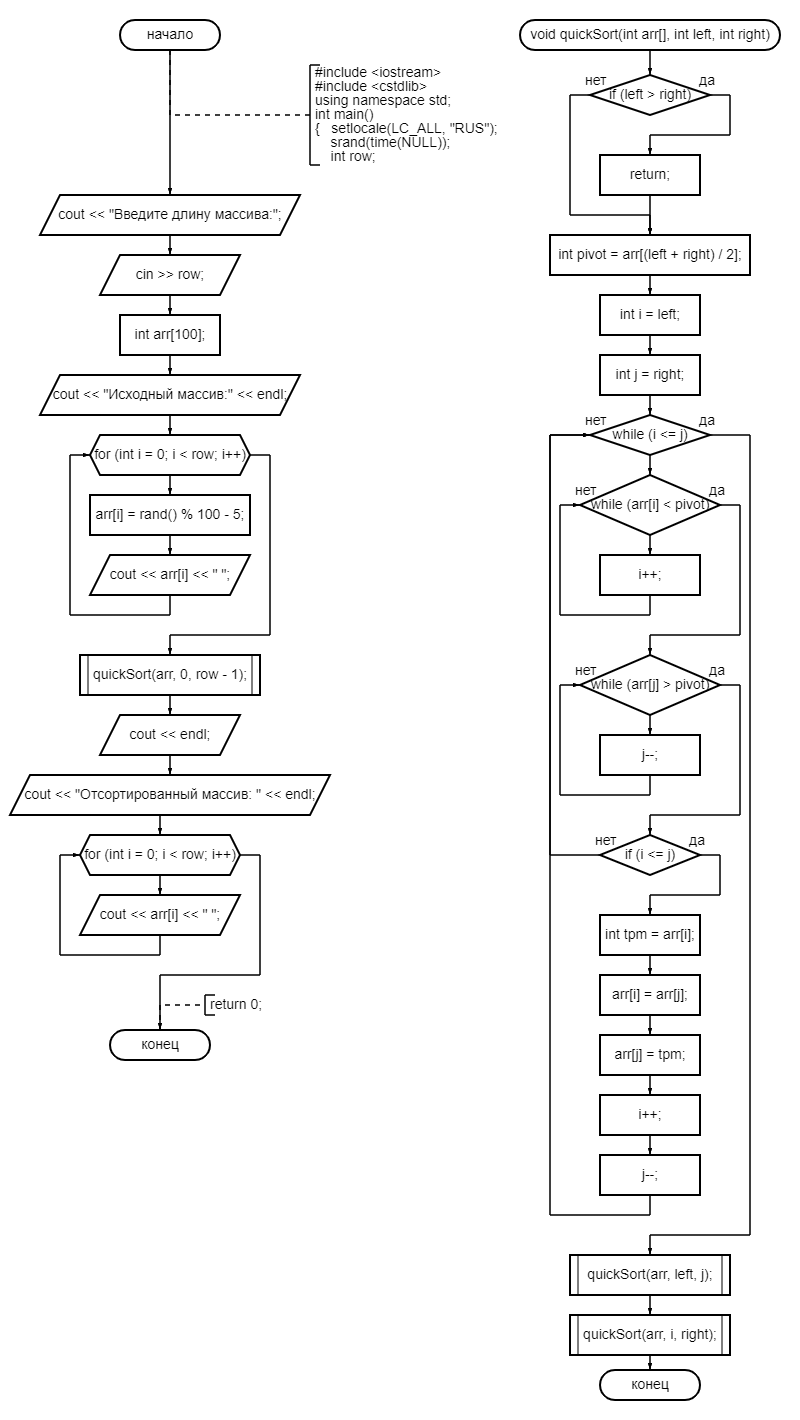 начало
#include <iostream>
#include <cstdlib>
using namespace std;
int main()
{   setlocale(LC_ALL, "RUS");
srand(time(NULL));
int row;
cout << "Введите длину массива:";
cin >> row;
int arr[100];
cout << "Исходный массив:" << endl;
for (int i = 0; i < row; i++)
arr[i] = rand() % 100 - 5;
cout << arr[i] << " ";
quickSort(arr, 0, row - 1);
cout << endl;
cout << "Отсортированный массив: " << endl;
for (int i = 0; i < row; i++)
cout << arr[i] << " ";
return 0;
конец
void quickSort(int arr[], int left, int right)
нет
да
if (left > right)
return;
int pivot = arr[(left + right) / 2];
int i = left;
int j = right;
нет
да
while (i <= j)
нет
да
while (arr[i] < pivot)
i++;
нет
да
while (arr[j] > pivot)
j--;
нет
да
if (i <= j)
int tpm = arr[i];
arr[i] = arr[j];
arr[j] = tpm;
i++;
j--;
quickSort(arr, left, j);
quickSort(arr, i, right);
конец